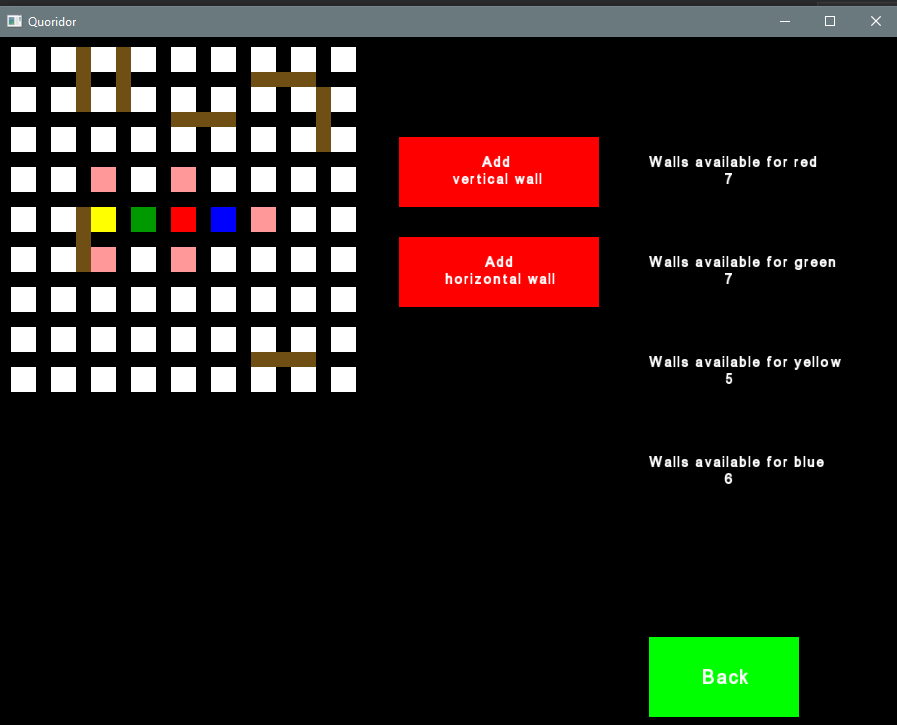 Quoridor
Add
vertical wall
Walls available for red
7
Add
horizontal wall
Walls available for green
7
Walls available for yellow
5
Walls available for blue
6
Back